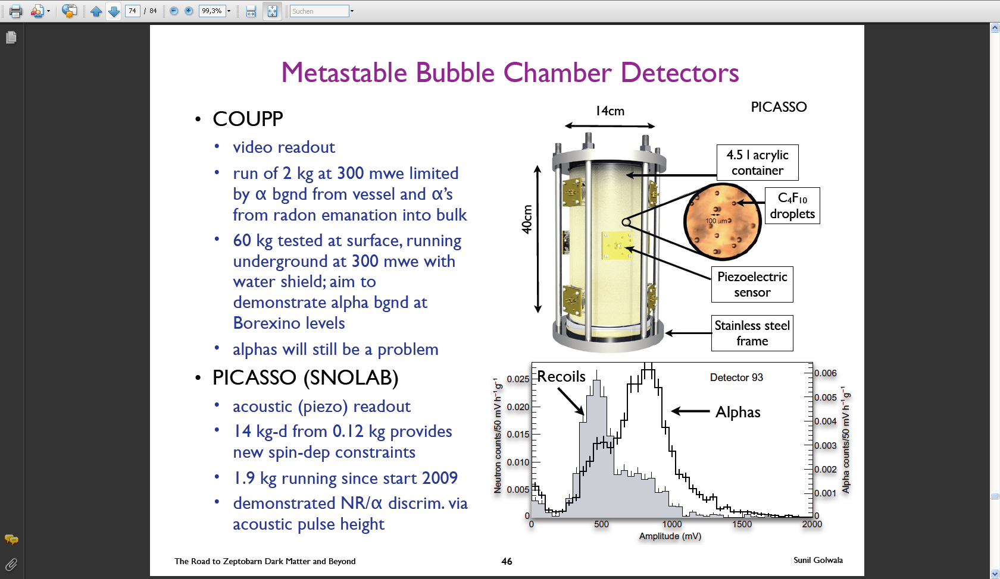 74 / 84
99,3%
Suchen
Metastable Bubble Chamber Detectors
• COUPP
• video readout
• run of 2 kg at 300 mwe limited
by α bgnd from vessel and α’s
from radon emanation into bulk
• 60 kg tested at surface, running
underground at 300 mwe with
water shield; aim to
demonstrate alpha bgnd at
Borexino levels
• alphas will still be a problem
• PICASSO (SNOLAB)
• acoustic (piezo) readout
• 14 kg-d from 0.12 kg provides
new spin-dep constraints
• 1.9 kg running since start 2009
• demonstrated NR/α discrim. via
acoustic pulse height
PICASSO
14cm
40cm
4.5 l acrylic
container
C₄F₁₀
droplets
100 µm
Piezoelectric
sensor
Stainless steel
frame
Recoils
Detector 93
Alphas
Neutron counts/50 mV h⁻¹g⁻¹
0.025
0.020
0.015
0.010
0.005
0
0.006
0.005
0.004
0.003
0.002
0.001
0
Alpha counts/50 mV h⁻¹g⁻¹
0 500 1000 1500 2000
Amplitude (mV)
The Road to Zeptobarn Dark Matter and Beyond
46
Sunil Golwala